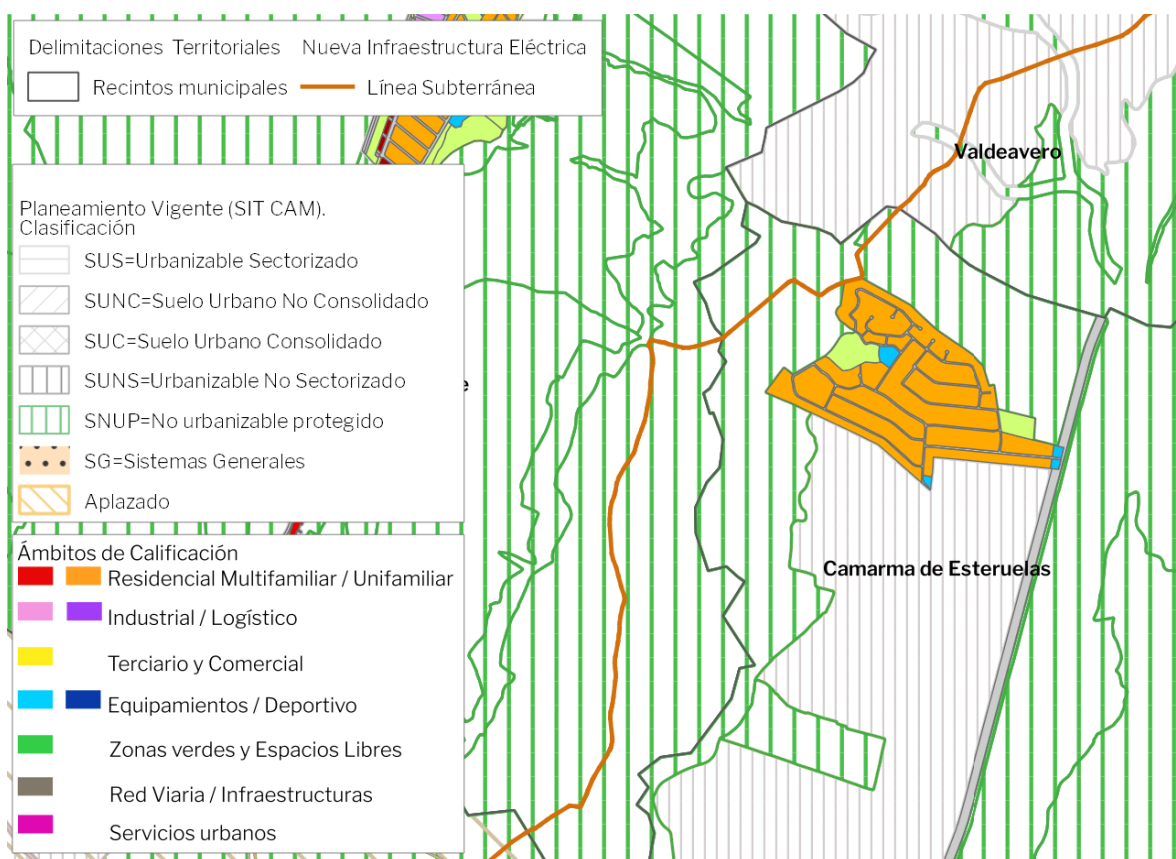 Delimitaciones Territoriales Nueva Infraestructura Eléctrica
Recintos municipales Línea Subterránea
Planeamiento Vigente (SIT CAM).
Clasificación
SUS=Urbanizable Sectorizado
SUNC=Suelo Urbano No Consolidado
SUC=Suelo Urbano Consolidado
SUNS=Urbanizable No Sectorizado
SNUP=No urbanizable protegido
SG=Sistemas Generales
Aplazado
Ámbitos de Calificación
Residencial Multifamiliar / Unifamiliar
Industrial / Logístico
Terciario y Comercial
Equipamientos / Deportivo
Zonas verdes y Espacios Libres
Red Viaria / Infraestructuras
Servicios urbanos
Valdeavero
Camarma de Esteruelas